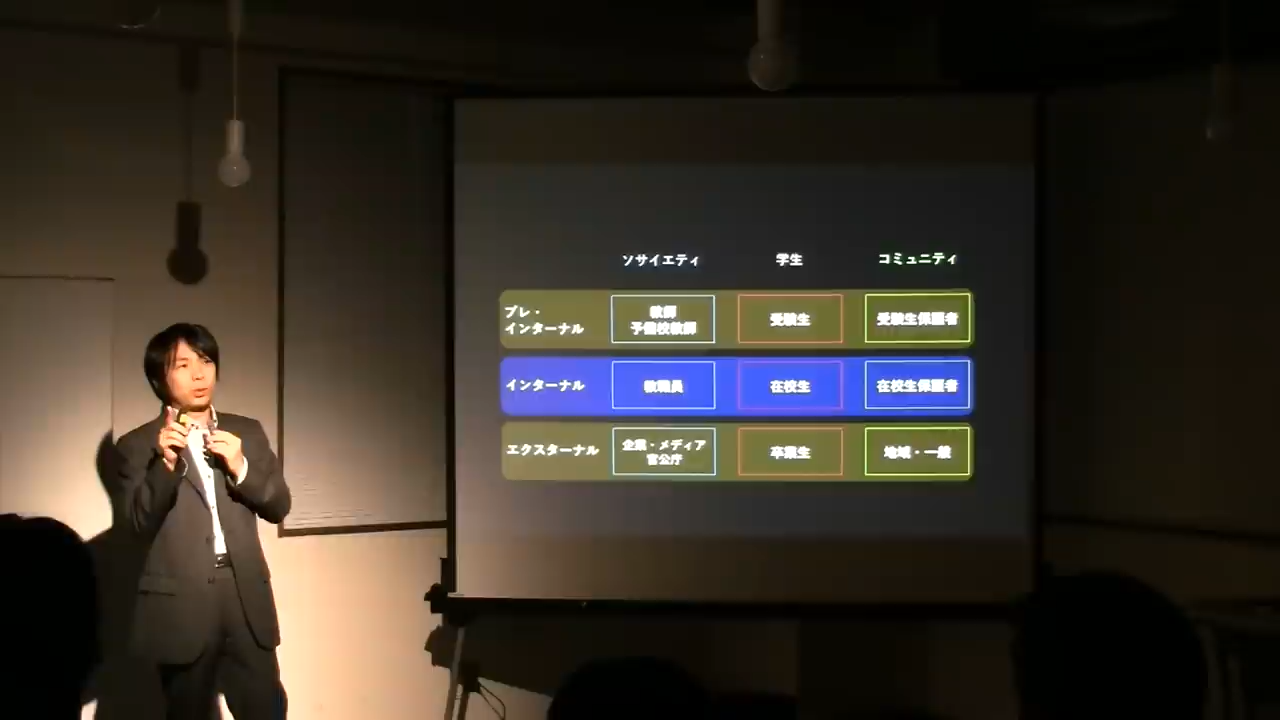 ソサイエティ 学生 コミュニティ
プレ・
インターナル
教師
予備校教師
受験生
受験生保護者
インターナル
教職員
在校生
在校生保護者
エクスターナル
企業・メディア
官公庁
卒業生
地域・一般